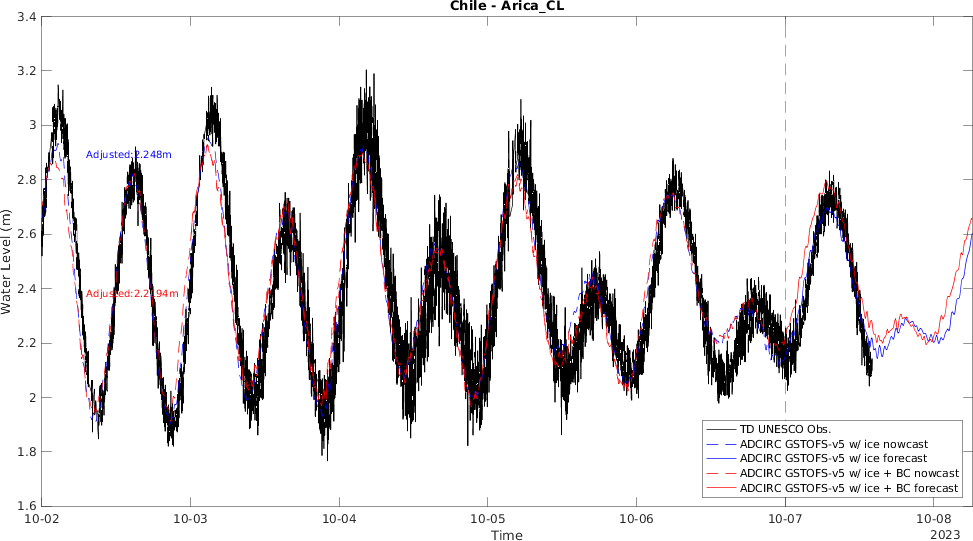 Chile - Arica_CL
3.4
3.2
3
2.8
2.6
2.4
2.2
2
1.8
1.6
Water Level (m)
Adjusted:2.248m
Adjusted:2.2194m
TD UNESCO Obs.
ADCIRC GSTOFS-v5 w/ ice nowcast
ADCIRC GSTOFS-v5 w/ ice forecast
ADCIRC GSTOFS-v5 w/ ice + BC nowcast
ADCIRC GSTOFS-v5 w/ ice + BC forecast
10-02 10-03 10-04 10-05 10-06 10-07 10-08
Time
2023